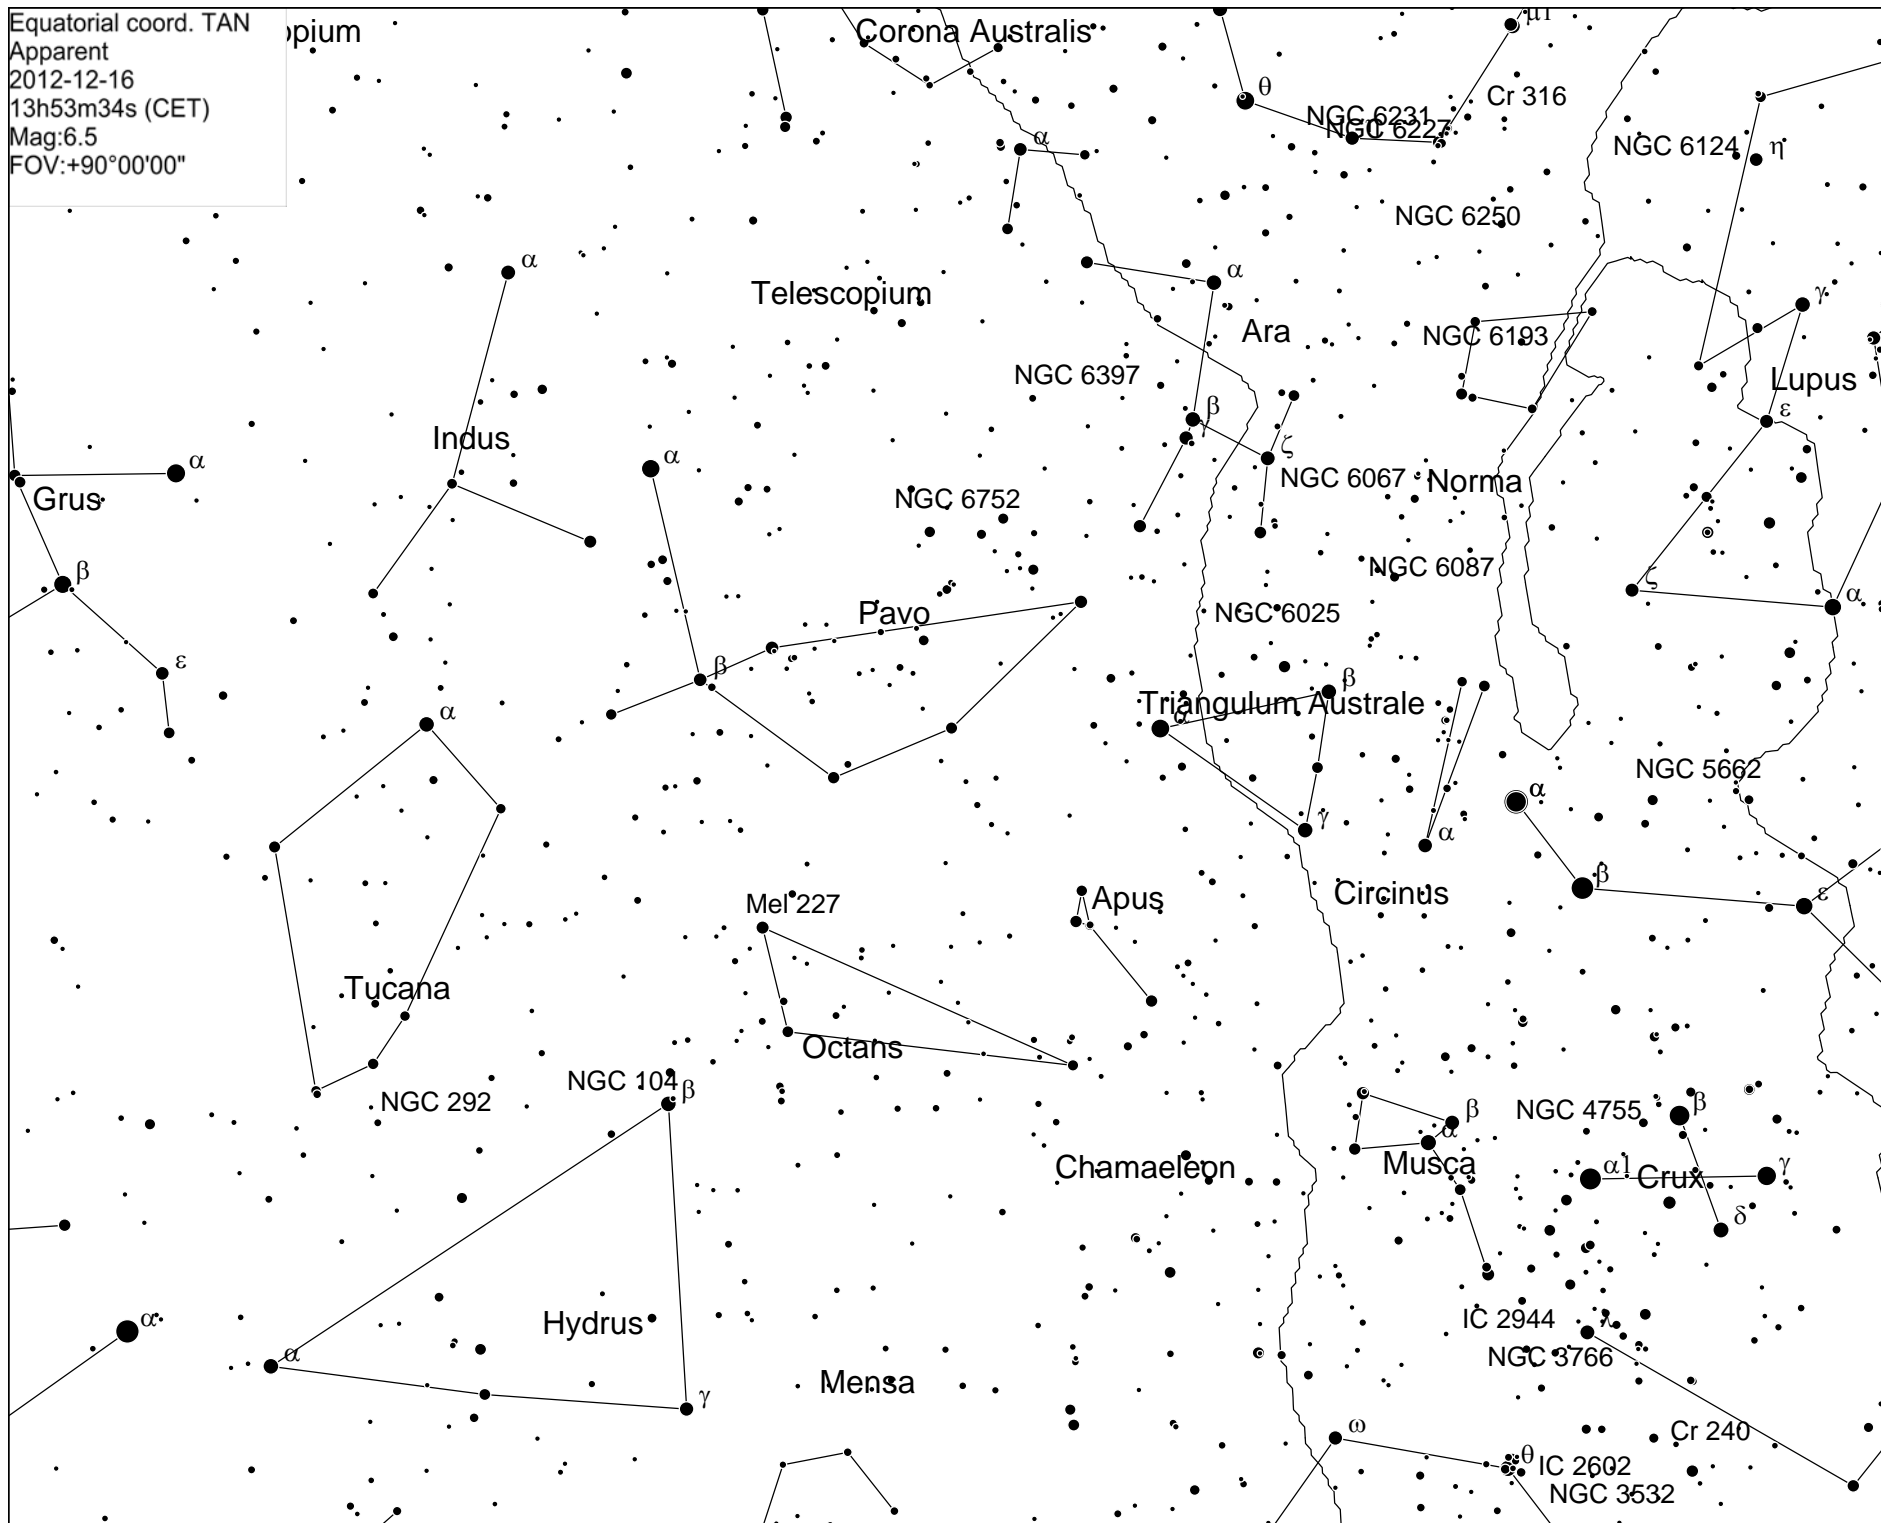 Equatorial coord. TAN
Apparent
2012-12-16
13h53m34s (CET)
Mag:6.5
FOV:+90°00'00"
opium
Corona Australis
μ1
θ
Cr 316
NGC 6231
NGC 6227
η
NGC 6124
α
η
NGC 6250
α
α
Telescopium
γ
Ara
NGC 6193
NGC 6397
Lupus
β
ε
Indus
γ
ζ
α
α
NGC 6067
Norma
Grus
NGC 6752
NGC 6087
β
ζ
α
Pavo
NGC 6025
ε
β
β
α
Triangulum Australe
α
NGC 5662
α
γ
α
β
Circinus
ε
Mel 227
Apus
Tucana
Octans
NGC 104
β
NGC 292
β
NGC 4755
β
α
Chamaeleon
Musca
α1
Crux
γ
δ
α
Hydrus
IC 2944
λ
α
NGC 3766
Mensa
γ
ω
Cr 240
θ
IC 2602
NGC 3532